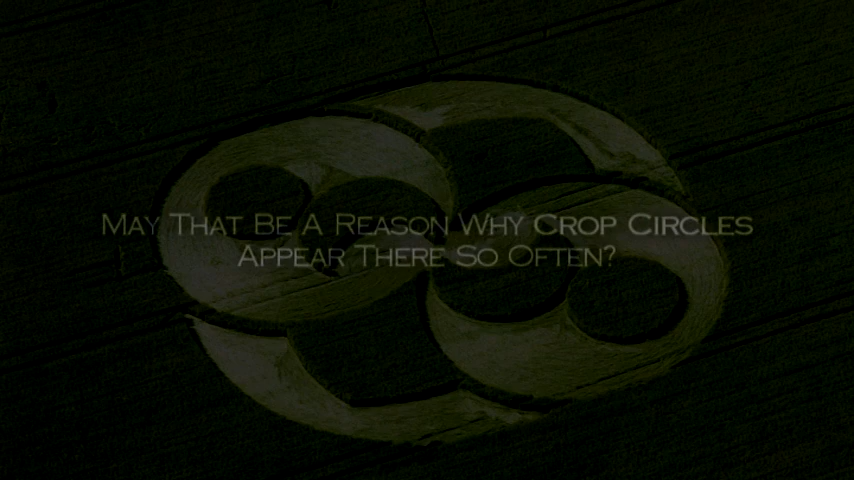 May That Be A Reason Why Crop Circles
Appear There So Often?